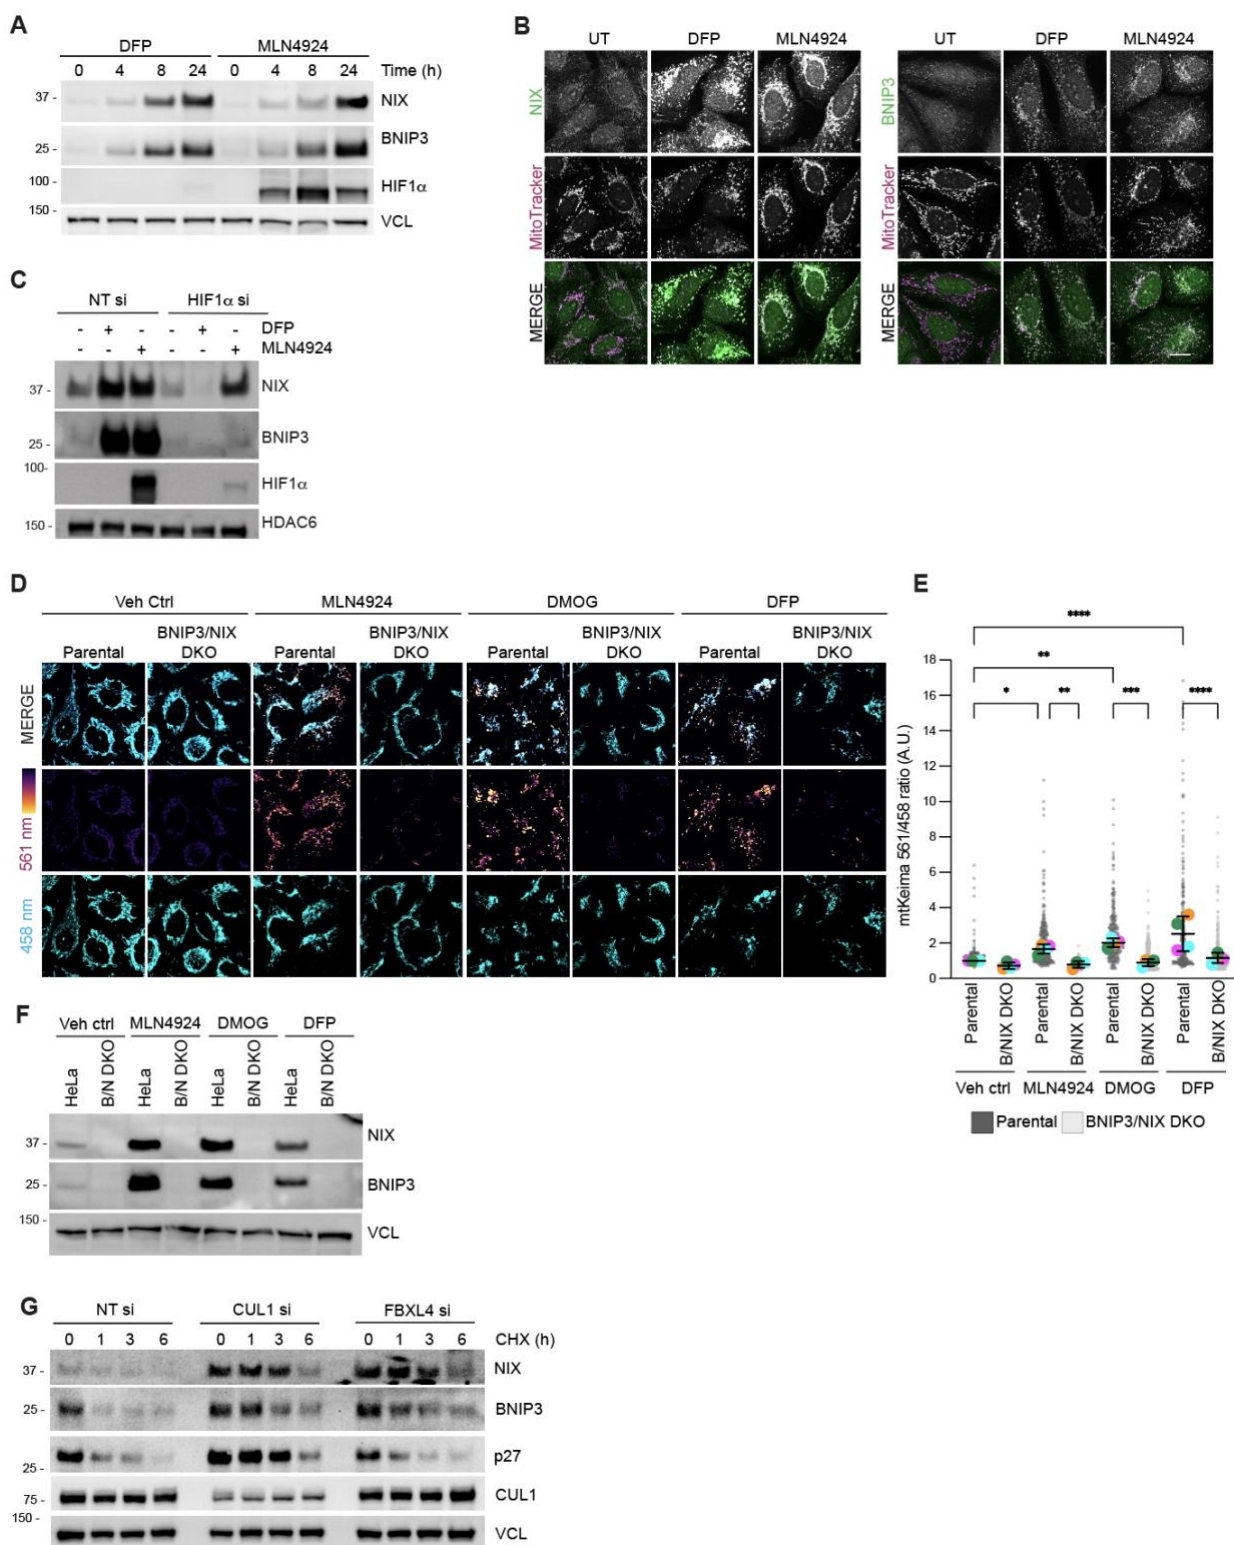 A
DFP MLN4924
0 4 8 24 0 4 8 24 Time (h)
37 - NIX
25 - BNIP3
100 - HIF1α
150 - VCL
B
UT DFP MLN4924 UT DFP MLN4924
NIX BNIP3
MitoTracker MitoTracker
MERGE MERGE
C
NT si HIF1α si
- + - - + - DFP
- - + - - + MLN4924
37 - NIX
25 - BNIP3
100- HIF1α
150 - HDAC6
D
Veh Ctrl MLN4924 DMOG DFP
BNIP3/NIX BNIP3/NIX BNIP3/NIX BNIP3/NIX
Parental DKO Parental DKO Parental DKO Parental DKO
MERGE
561 nm
458 nm
E
****
**
* ** *** ****
mtKeima 561/458 ratio (A.U.)
18
16
14
12
10
8
6
4
2
0
Parental B/NIX DKO Parental B/NIX DKO Parental B/NIX DKO Parental B/NIX DKO
Veh ctrl MLN4924 DMOG DFP
Parental BNIP3/NIX DKO
F
Veh ctrl MLN4924 DMOG DFP
HeLa B/N DKO HeLa B/N DKO HeLa B/N DKO HeLa B/N DKO
37 - NIX
25 - BNIP3
150 - VCL
G
NT si CUL1 si FBXL4 si
0 1 3 6 0 1 3 6 0 1 3 6 CHX (h)
37 - NIX
25 - BNIP3
25 - p27
75 - CUL1
150 - VCL